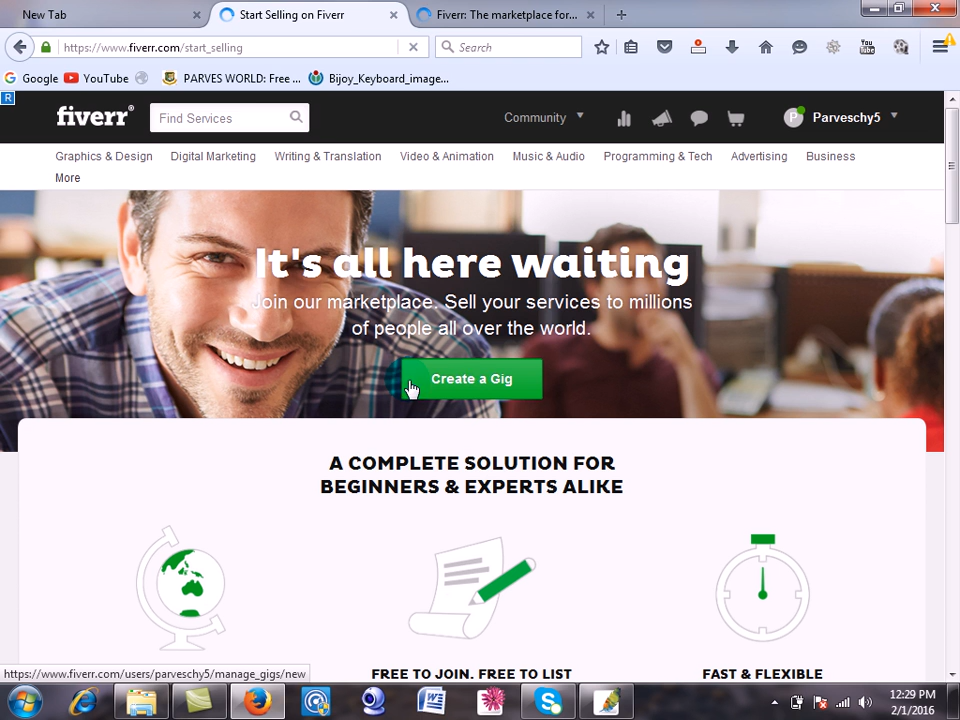 New Tab
Start Selling on Fiverr
Fiverr: The marketplace for...
https://www.fiverr.com/start_selling
Search
You
Tube
Google
YouTube
PARVES WORLD: Free ...
Bijoy_Keyboard_image...
R
fiverr®
Find Services
Community
P
Parveschy5
Graphics & Design
Digital Marketing
Writing & Translation
Video & Animation
Music & Audio
Programming & Tech
Advertising
Business
More
It's all here waiting
Join our marketplace. Sell your services to millions
of people all over the world.
Create a Gig
A COMPLETE SOLUTION FOR
BEGINNERS & EXPERTS ALIKE
FREE TO JOIN. FREE TO LIST
FAST & FLEXIBLE
https://www.fiverr.com/users/parveschy5/manage_gigs/new
12:29 PM
2/1/2016